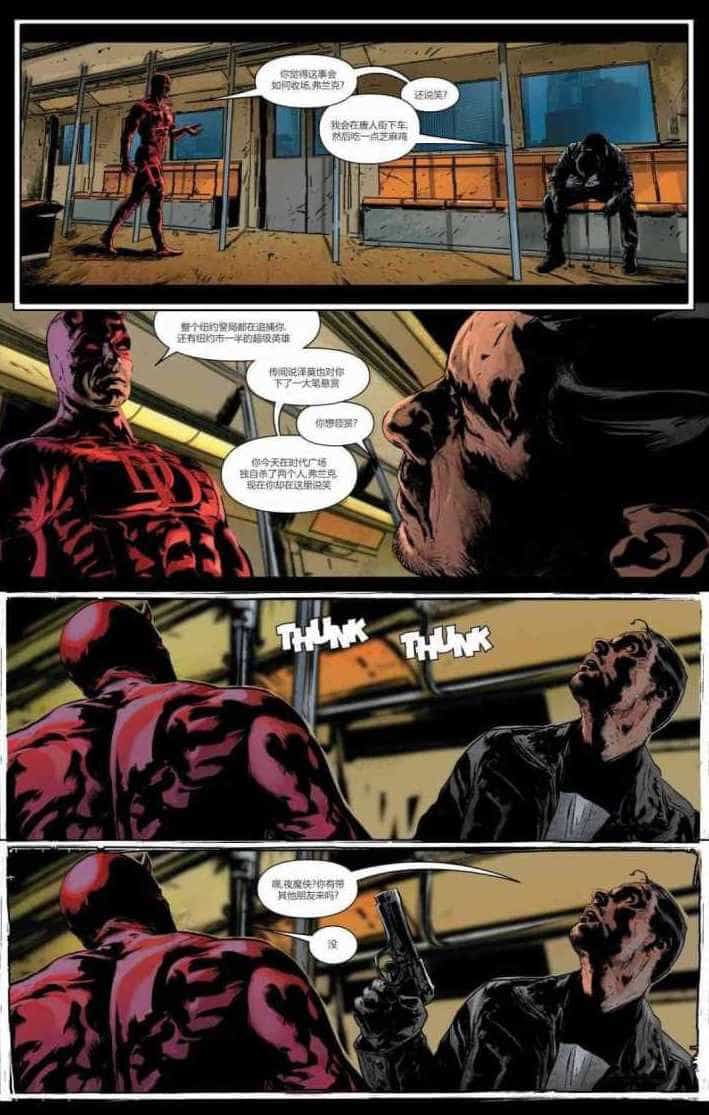 你觉得这事会
如何收场,弗兰克?
还说笑?
我会在唐人街下车,
然后吃一点芝麻鸡
整个纽约警局都在追捕你.
还有纽约市一半的超级英雄
传闻说泽莫也对你
下了一大笔悬赏
你想领赏?
你今天在时代广场
独自杀了两个人,弗兰克.
现在你却在这里说笑
DD
THUNK
THUNK
嘿,夜魔侠?你有带
其他朋友来吗?
没